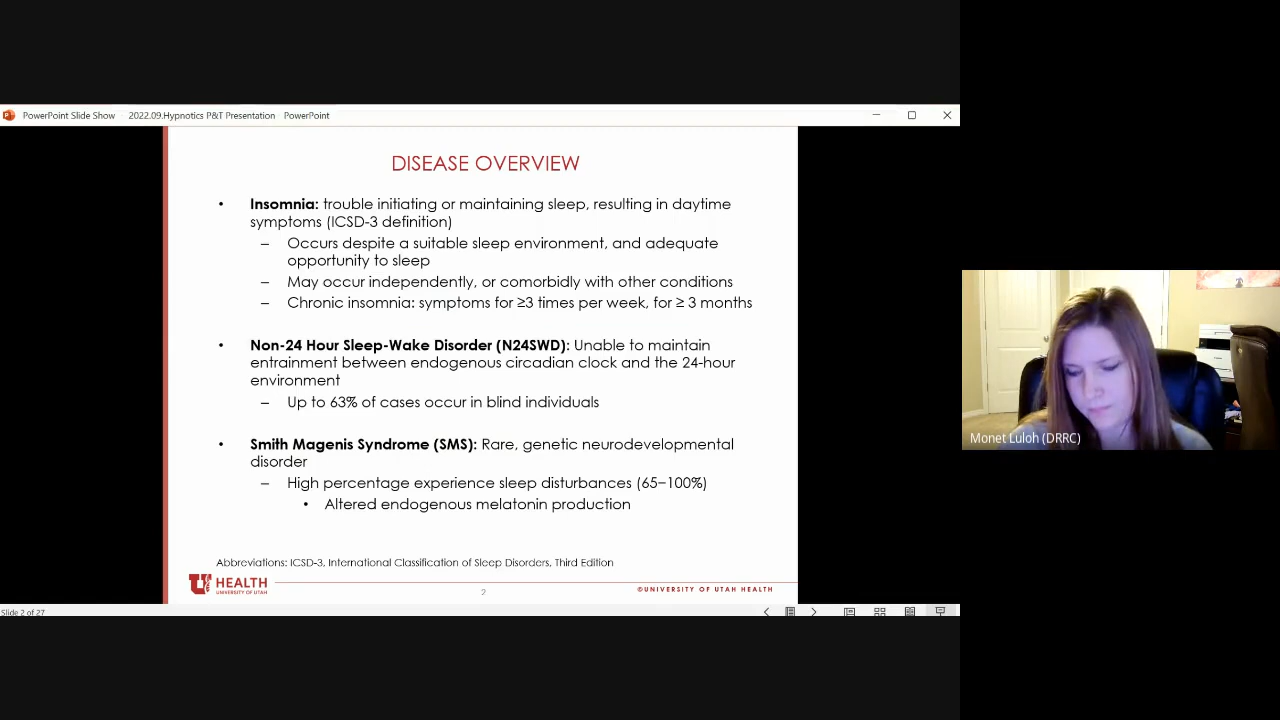 PowerPoint Slide Show - 2022.09.Hypnotics P&T Presentation - PowerPoint
DISEASE OVERVIEW
• Insomnia: trouble initiating or maintaining sleep, resulting in daytime
symptoms (ICSD-3 definition)
– Occurs despite a suitable sleep environment, and adequate
opportunity to sleep
– May occur independently, or comorbidly with other conditions
– Chronic insomnia: symptoms for ≥3 times per week, for ≥ 3 months
• Non-24 Hour Sleep-Wake Disorder (N24SWD): Unable to maintain
entrainment between endogenous circadian clock and the 24-hour
environment
– Up to 63% of cases occur in blind individuals
• Smith Magenis Syndrome (SMS): Rare, genetic neurodevelopmental
disorder
– High percentage experience sleep disturbances (65–100%)
• Altered endogenous melatonin production
Abbreviations: ICSD-3, International Classification of Sleep Disorders, Third Edition
U HEALTH
UNIVERSITY OF UTAH
2
©UNIVERSITY OF UTAH HEALTH
Slide 2 of 27
Monet Luloh (DRRC)